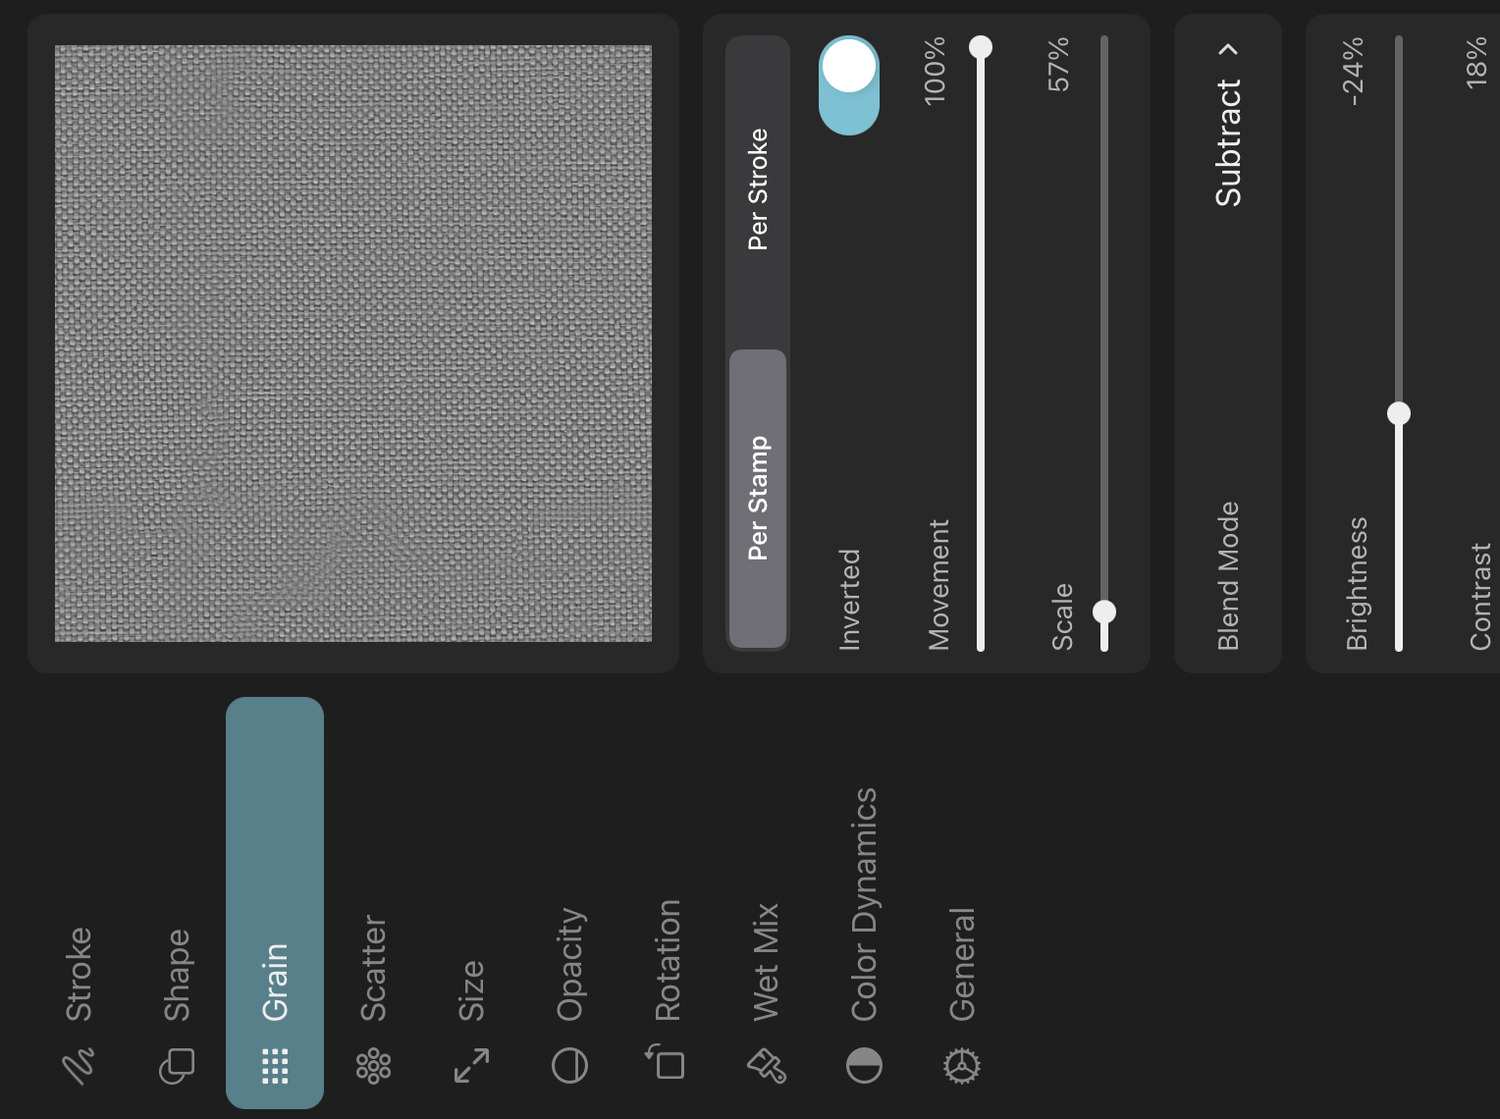 Stroke
Shape
Grain
Scatter
Size
Opacity
Rotation
Wet Mix
Color Dynamics
General
Per Stamp Per Stroke
Inverted
Movement 100%
Scale 57%
Blend Mode Subtract
Brightness -24%
Contrast 18%